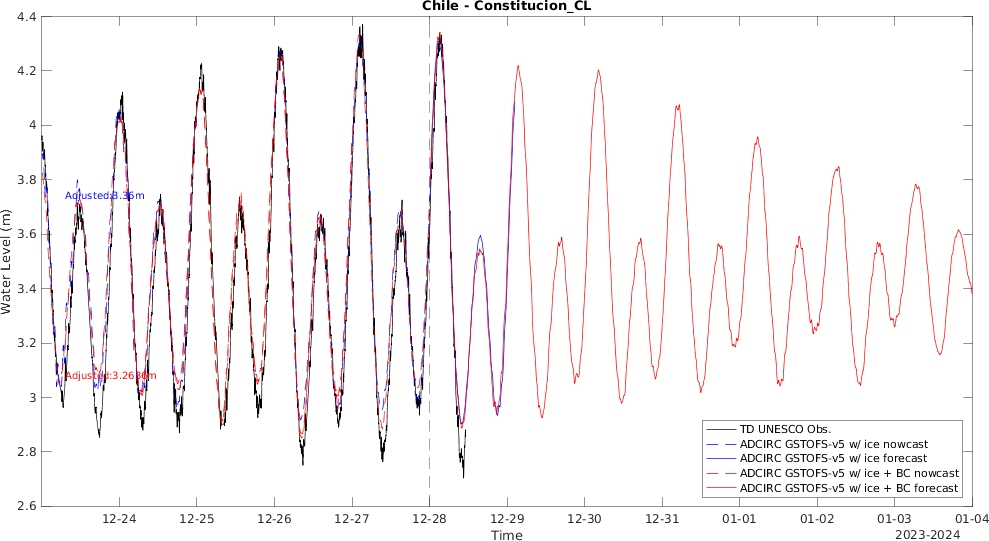 Chile - Constitucion_CL
4.4
4.2
4
3.8
3.6
3.4
3.2
3
2.8
2.6
Water Level (m)
Adjusted:3.36m
Adjusted:3.2636m
TD UNESCO Obs.
ADCIRC GSTOFS-v5 w/ ice nowcast
ADCIRC GSTOFS-v5 w/ ice forecast
ADCIRC GSTOFS-v5 w/ ice + BC nowcast
ADCIRC GSTOFS-v5 w/ ice + BC forecast
12-24 12-25 12-26 12-27 12-28 12-29 12-30 12-31 01-01 01-02 01-03 01-04
Time
2023-2024